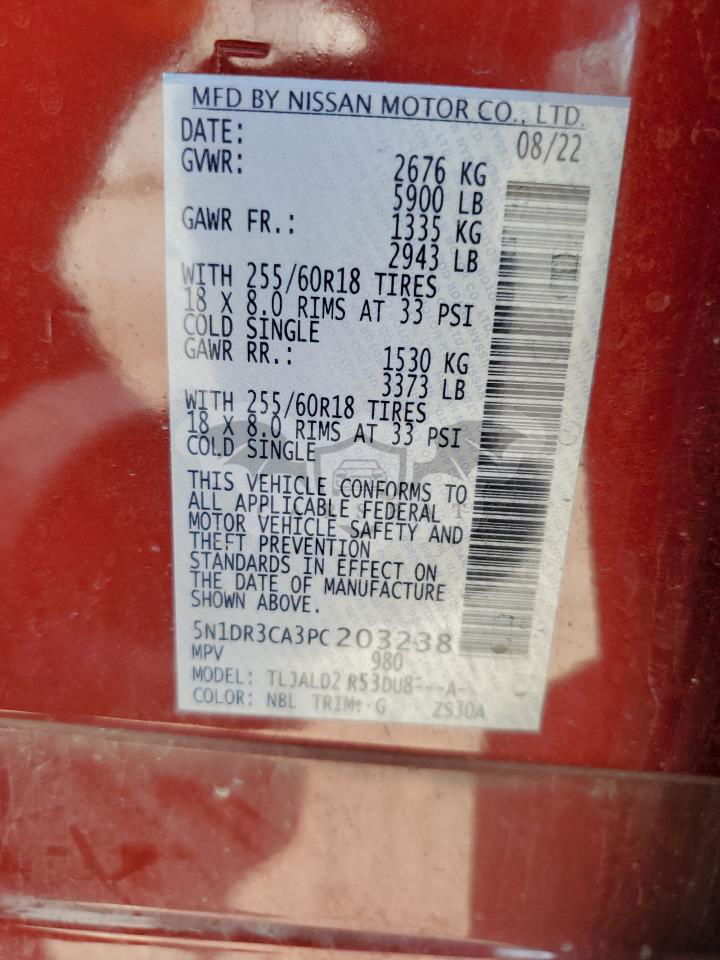 MFD BY NISSAN MOTOR CO., LTD.
DATE: 08/22
GVWR: 2676 KG
5900 LB
GAWR FR.: 1335 KG
2943 LB
WITH 255/60R18 TIRES
18 X 8.0 RIMS AT 33 PSI
COLD SINGLE
GAWR RR.: 1530 KG
3373 LB
WITH 255/60R18 TIRES
18 X 8.0 RIMS AT 33 PSI
COLD SINGLE
THIS VEHICLE CONFORMS TO
ALL APPLICABLE FEDERAL
MOTOR VEHICLE SAFETY AND
THEFT PREVENTION
STANDARDS IN EFFECT ON
THE DATE OF MANUFACTURE
SHOWN ABOVE.
5N1DR3CA3PC203238
MPV 980
MODEL: TLJALD2 R53DU8---A-
COLOR: NBL TRIM: G ZS30A